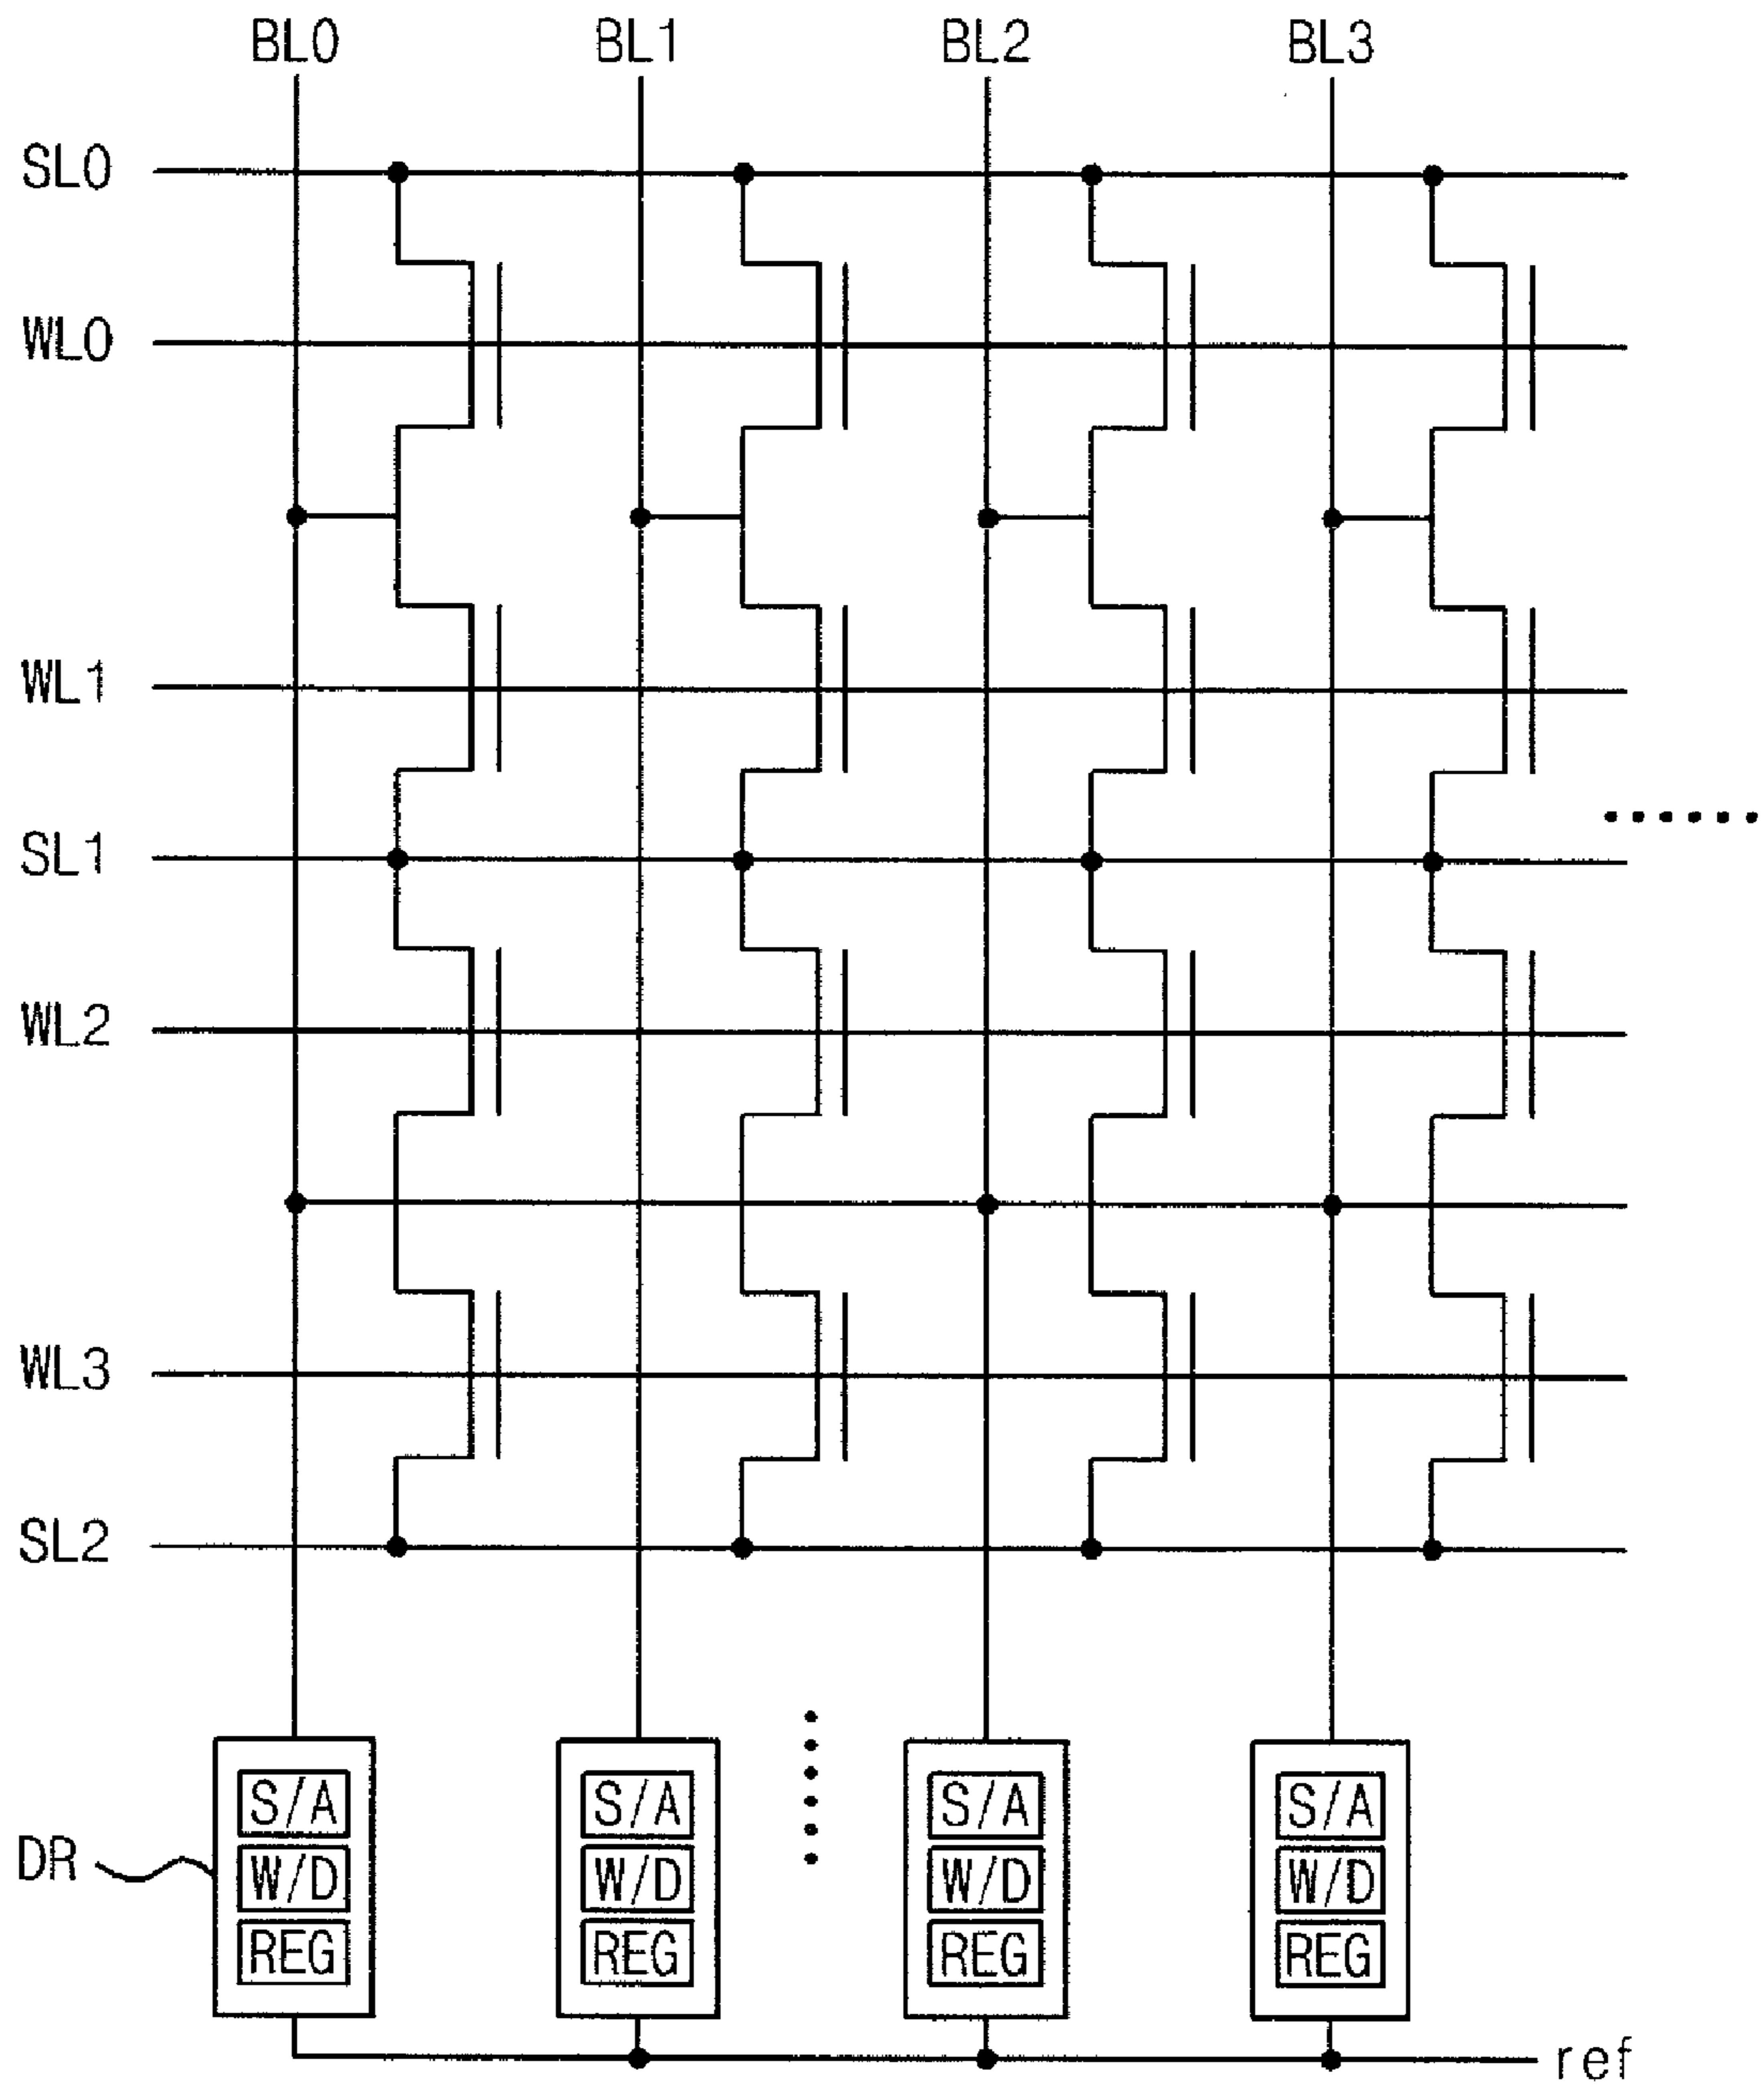 BL0 BL1 BL2 BL3
SL0
WL0
WL1
SL1
WL2
WL3
SL2
S/A S/A S/A S/A
DR W/D W/D W/D W/D
REG REG REG REG
ref